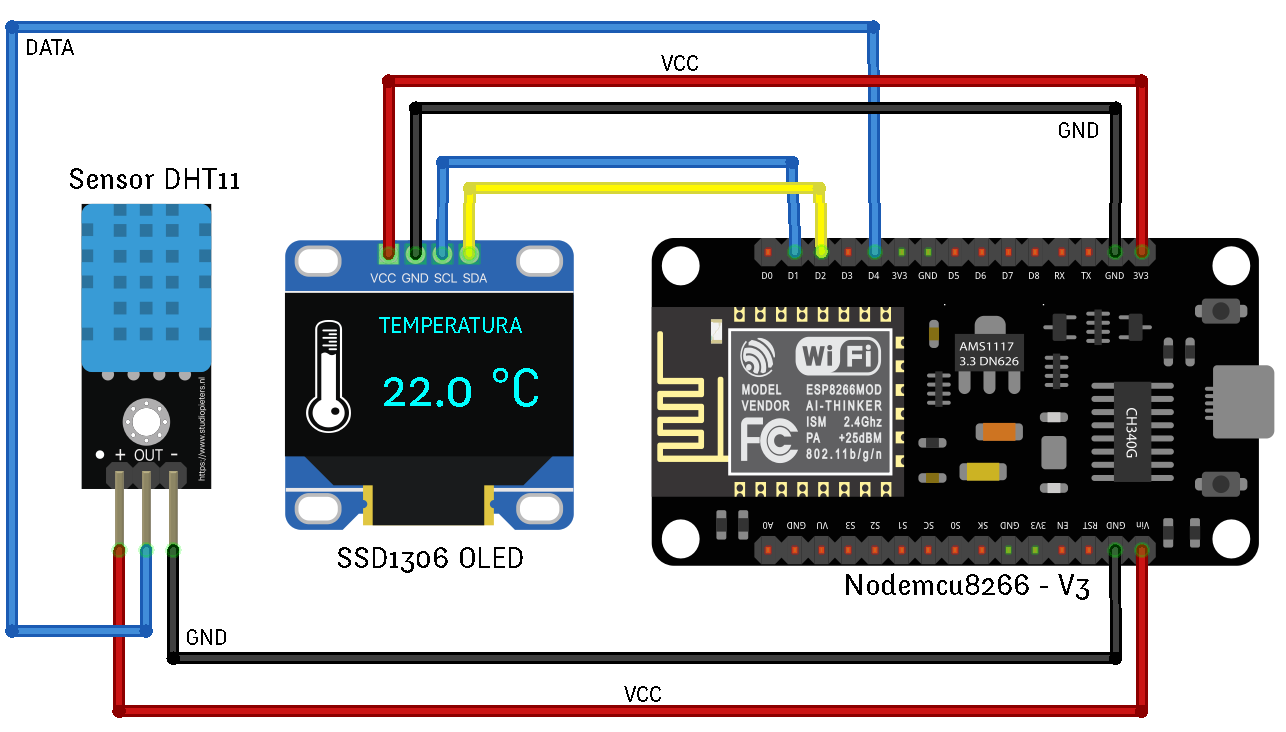 DATA
VCC
GND
Sensor DHT11
VCC GND SCL SDA
D0 D1 D2 D3 D4 3V3 GND D5 D6 D7 D8 RX TX GND 3V3
TEMPERATURA
22.0 °C
https://www.studiopieters.nl
+ OUT -
WiFi
MODEL ESP8266MOD
VENDOR AI-THINKER
ISM 2.4Ghz
PA +25dBM
802.11b/g/n
FC
AMS1117
3.3 DN626
CH340G
A0 GND VU S3 S2 S1 SC S0 SK GND 3V3 EN RST GND Vin
SSD1306 OLED
Nodemcu8266 - V3
GND
VCC